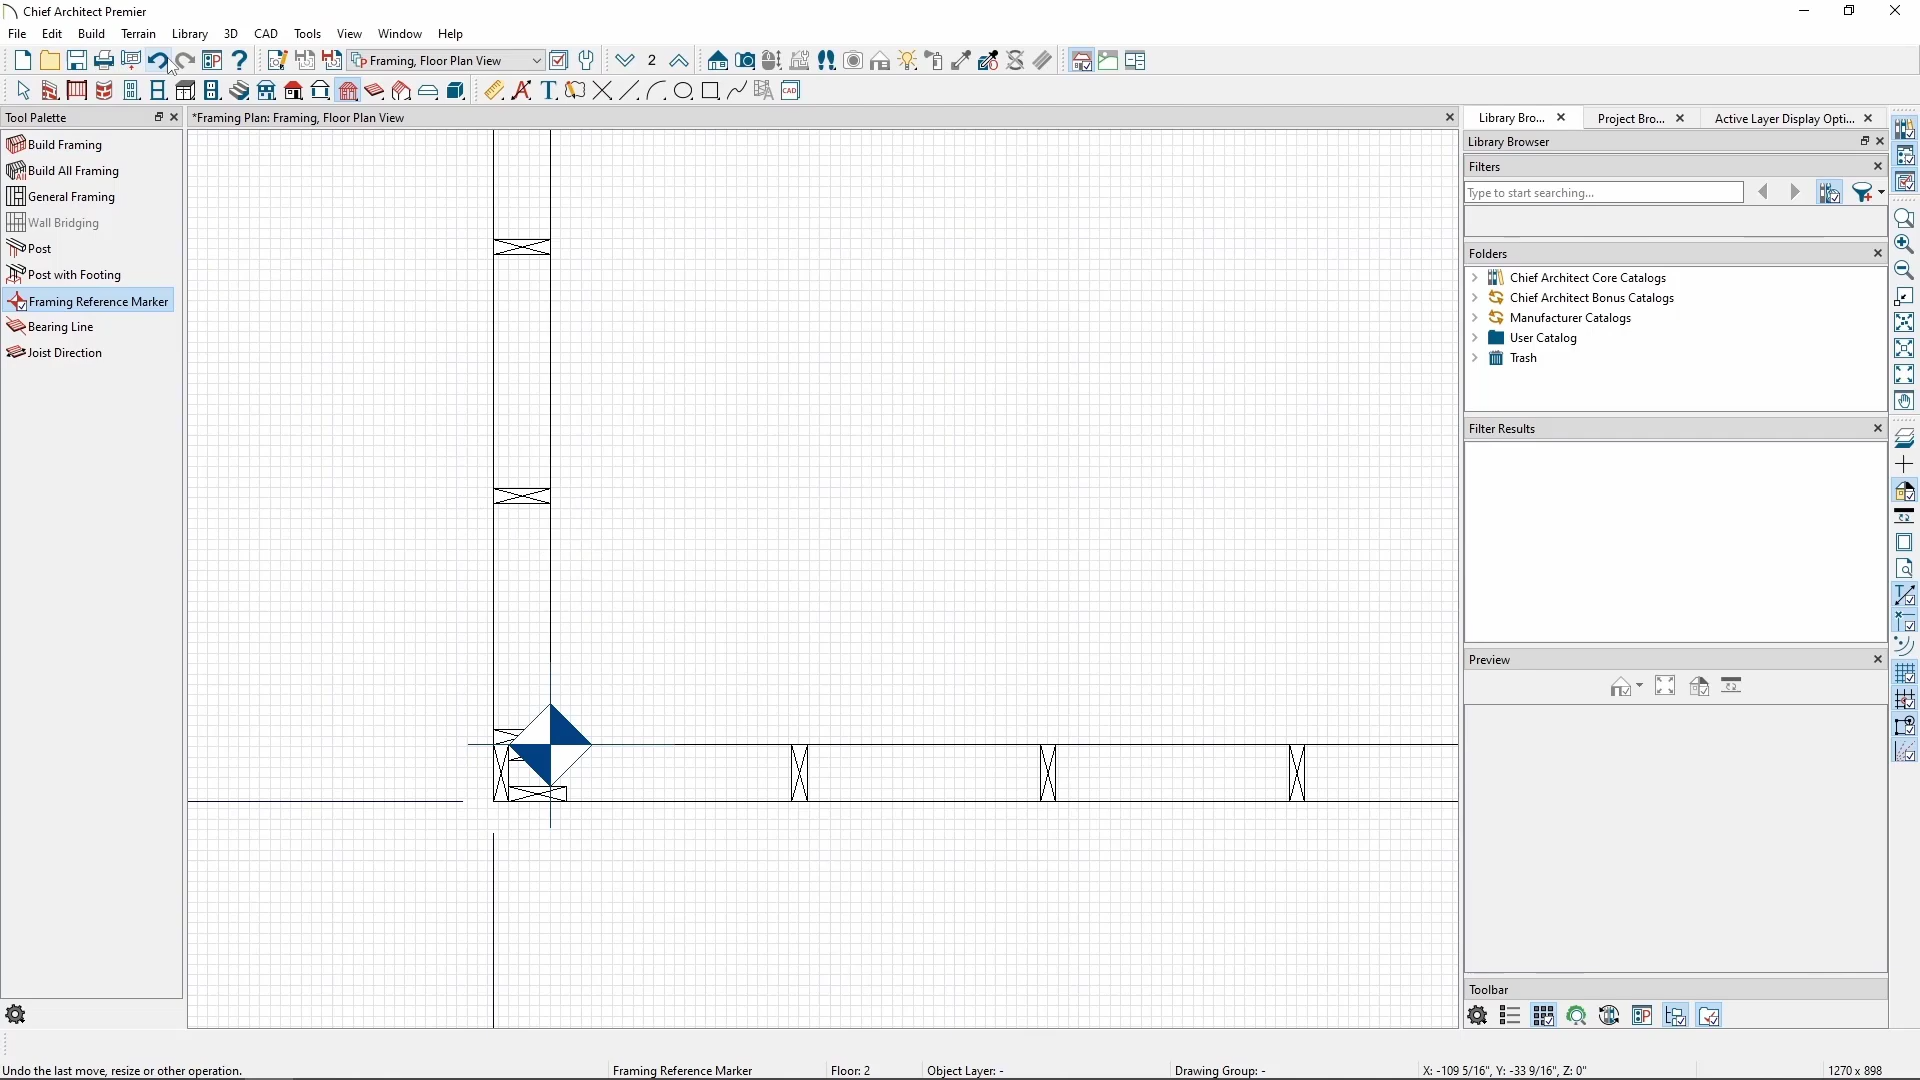 Chief Architect Premier
File Edit Build Terrain Library 3D CAD Tools View Window Help
Framing, Floor Plan View 2
CAD
Tool Palette
*Framing Plan: Framing, Floor Plan View
Library Bro... Project Bro... Active Layer Display Opti...
Build Framing
Build All Framing
General Framing
Wall Bridging
Post
Post with Footing
Framing Reference Marker
Bearing Line
Joist Direction
Library Browser
Filters
Type to start searching...
Folders
Chief Architect Core Catalogs
Chief Architect Bonus Catalogs
Manufacturer Catalogs
User Catalog
Trash
Filter Results
Preview
Toolbar
Undo the last move, resize or other operation. Framing Reference Marker Floor: 2 Object Layer: - Drawing Group: - X: -109 5/16", Y: -33 9/16", Z: 0" 1270 x 898